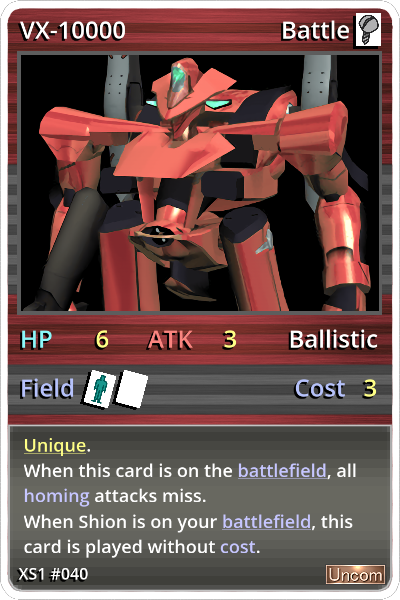 VX-10000 Battle
HP 6 ATK 3 Ballistic
Field Cost 3
Unique.
When this card is on the battlefield, all
homing attacks miss.
When Shion is on your battlefield, this
card is played without cost.
XS1 #040 Uncom